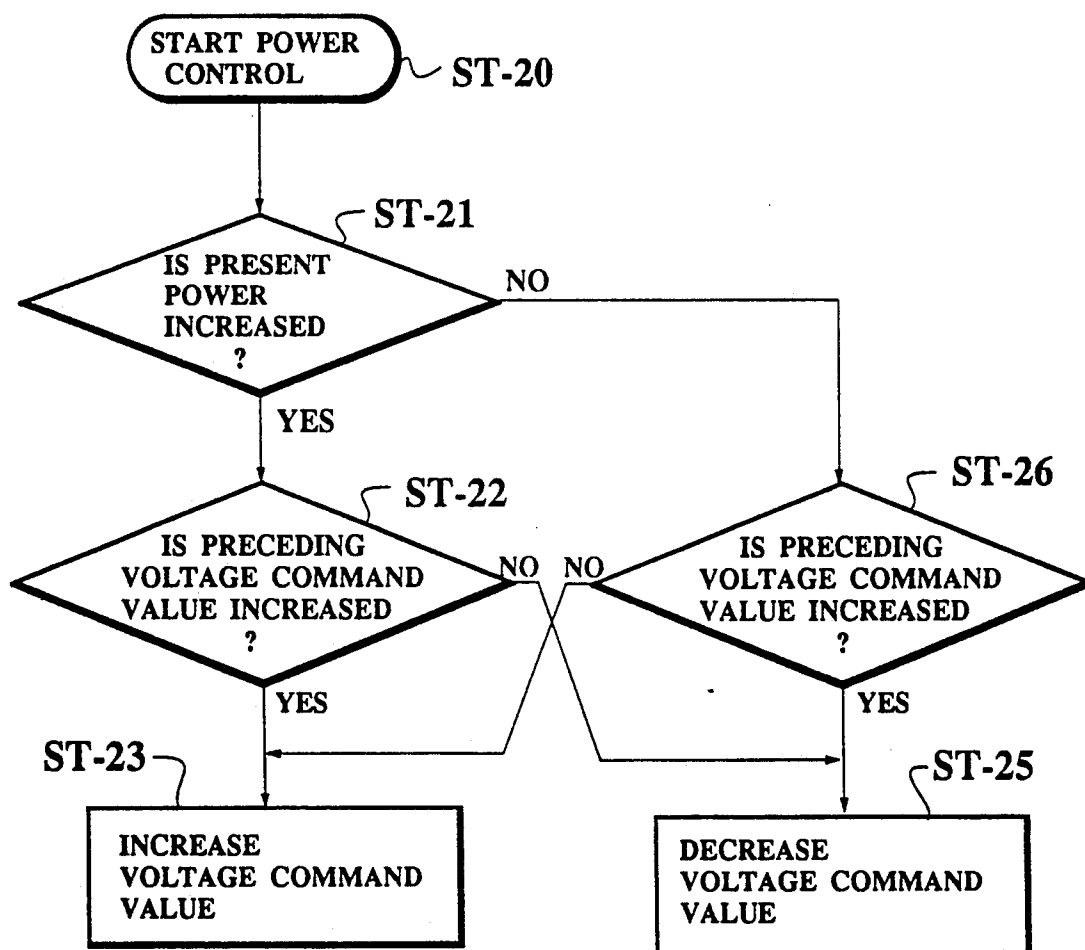 START POWER
CONTROL
ST-20
ST-21
IS PRESENT
POWER
INCREASED
?
NO
YES
ST-22
IS PRECEDING
VOLTAGE COMMAND
VALUE INCREASED
?
NO
YES
ST-26
IS PRECEDING
VOLTAGE COMMAND
VALUE INCREASED
?
NO
YES
ST-23
INCREASE
VOLTAGE COMMAND
VALUE
ST-25
DECREASE
VOLTAGE COMMAND
VALUE